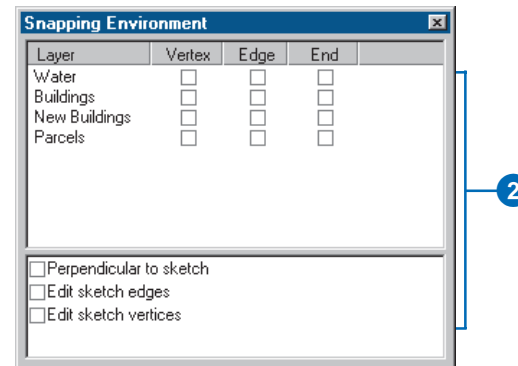 Snapping Environment
Layer Vertex Edge End
Water
Buildings
New Buildings
Parcels
2
Perpendicular to sketch
Edit sketch edges
Edit sketch vertices